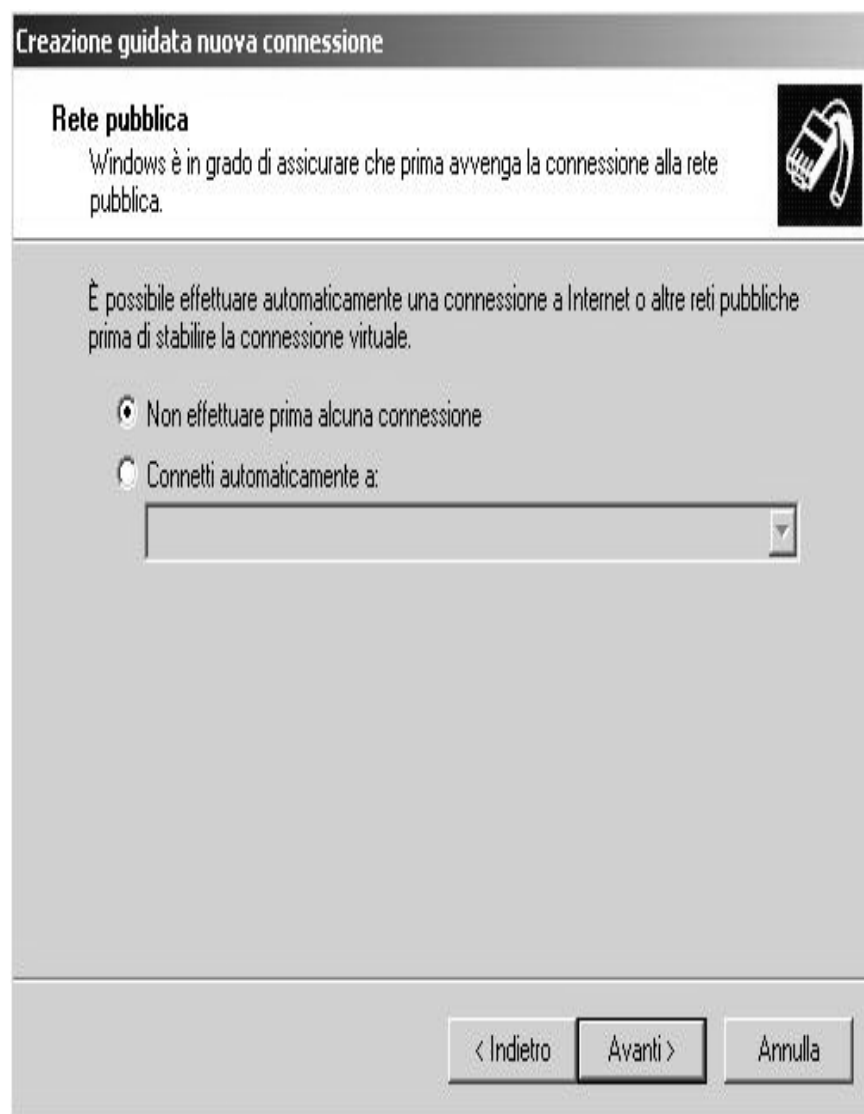 Creazione guidata nuova connessione
Rete pubblica
Windows è in grado di assicurare che prima avvenga la connessione alla rete
pubblica.
È possibile effettuare automaticamente una connessione a Internet o altre reti pubbliche
prima di stabilire la connessione virtuale.
Non effettuare prima alcuna connessione
Connetti automaticamente a:
< Indietro
Avanti >
Annulla